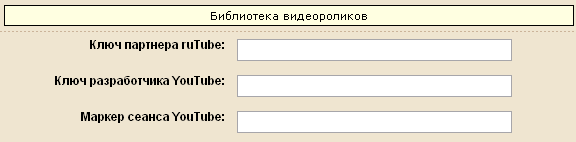 Библиотека видеороликов
Ключ партнера ruTube:
Ключ разработчика YouTube:
Маркер сеанса YouTube: